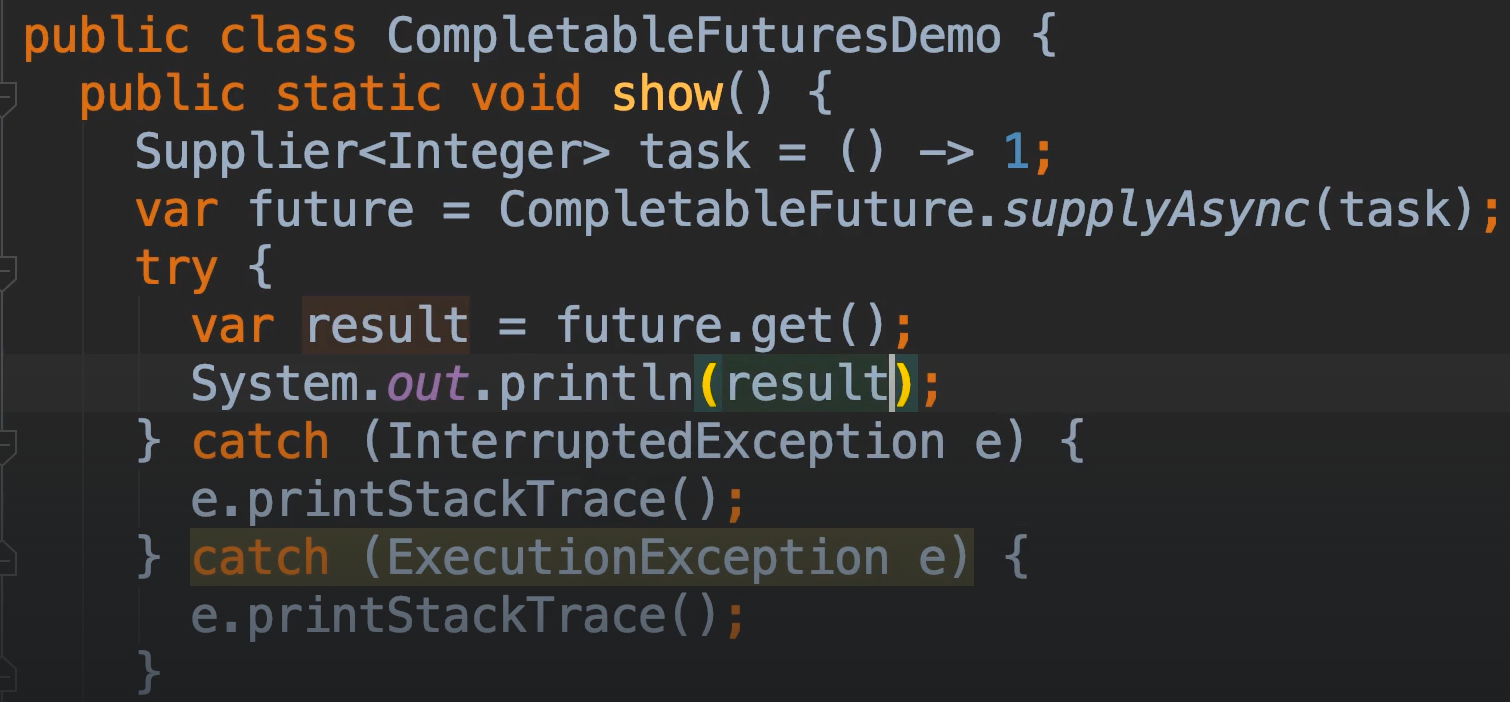 public class CompletableFuturesDemo {
public static void show() {
Supplier<Integer> task = () -> 1;
var future = CompletableFuture.supplyAsync(task);
try {
var result = future.get();
System.out.println(result);
} catch (InterruptedException e) {
e.printStackTrace();
} catch (ExecutionException e) {
e.printStackTrace();
}